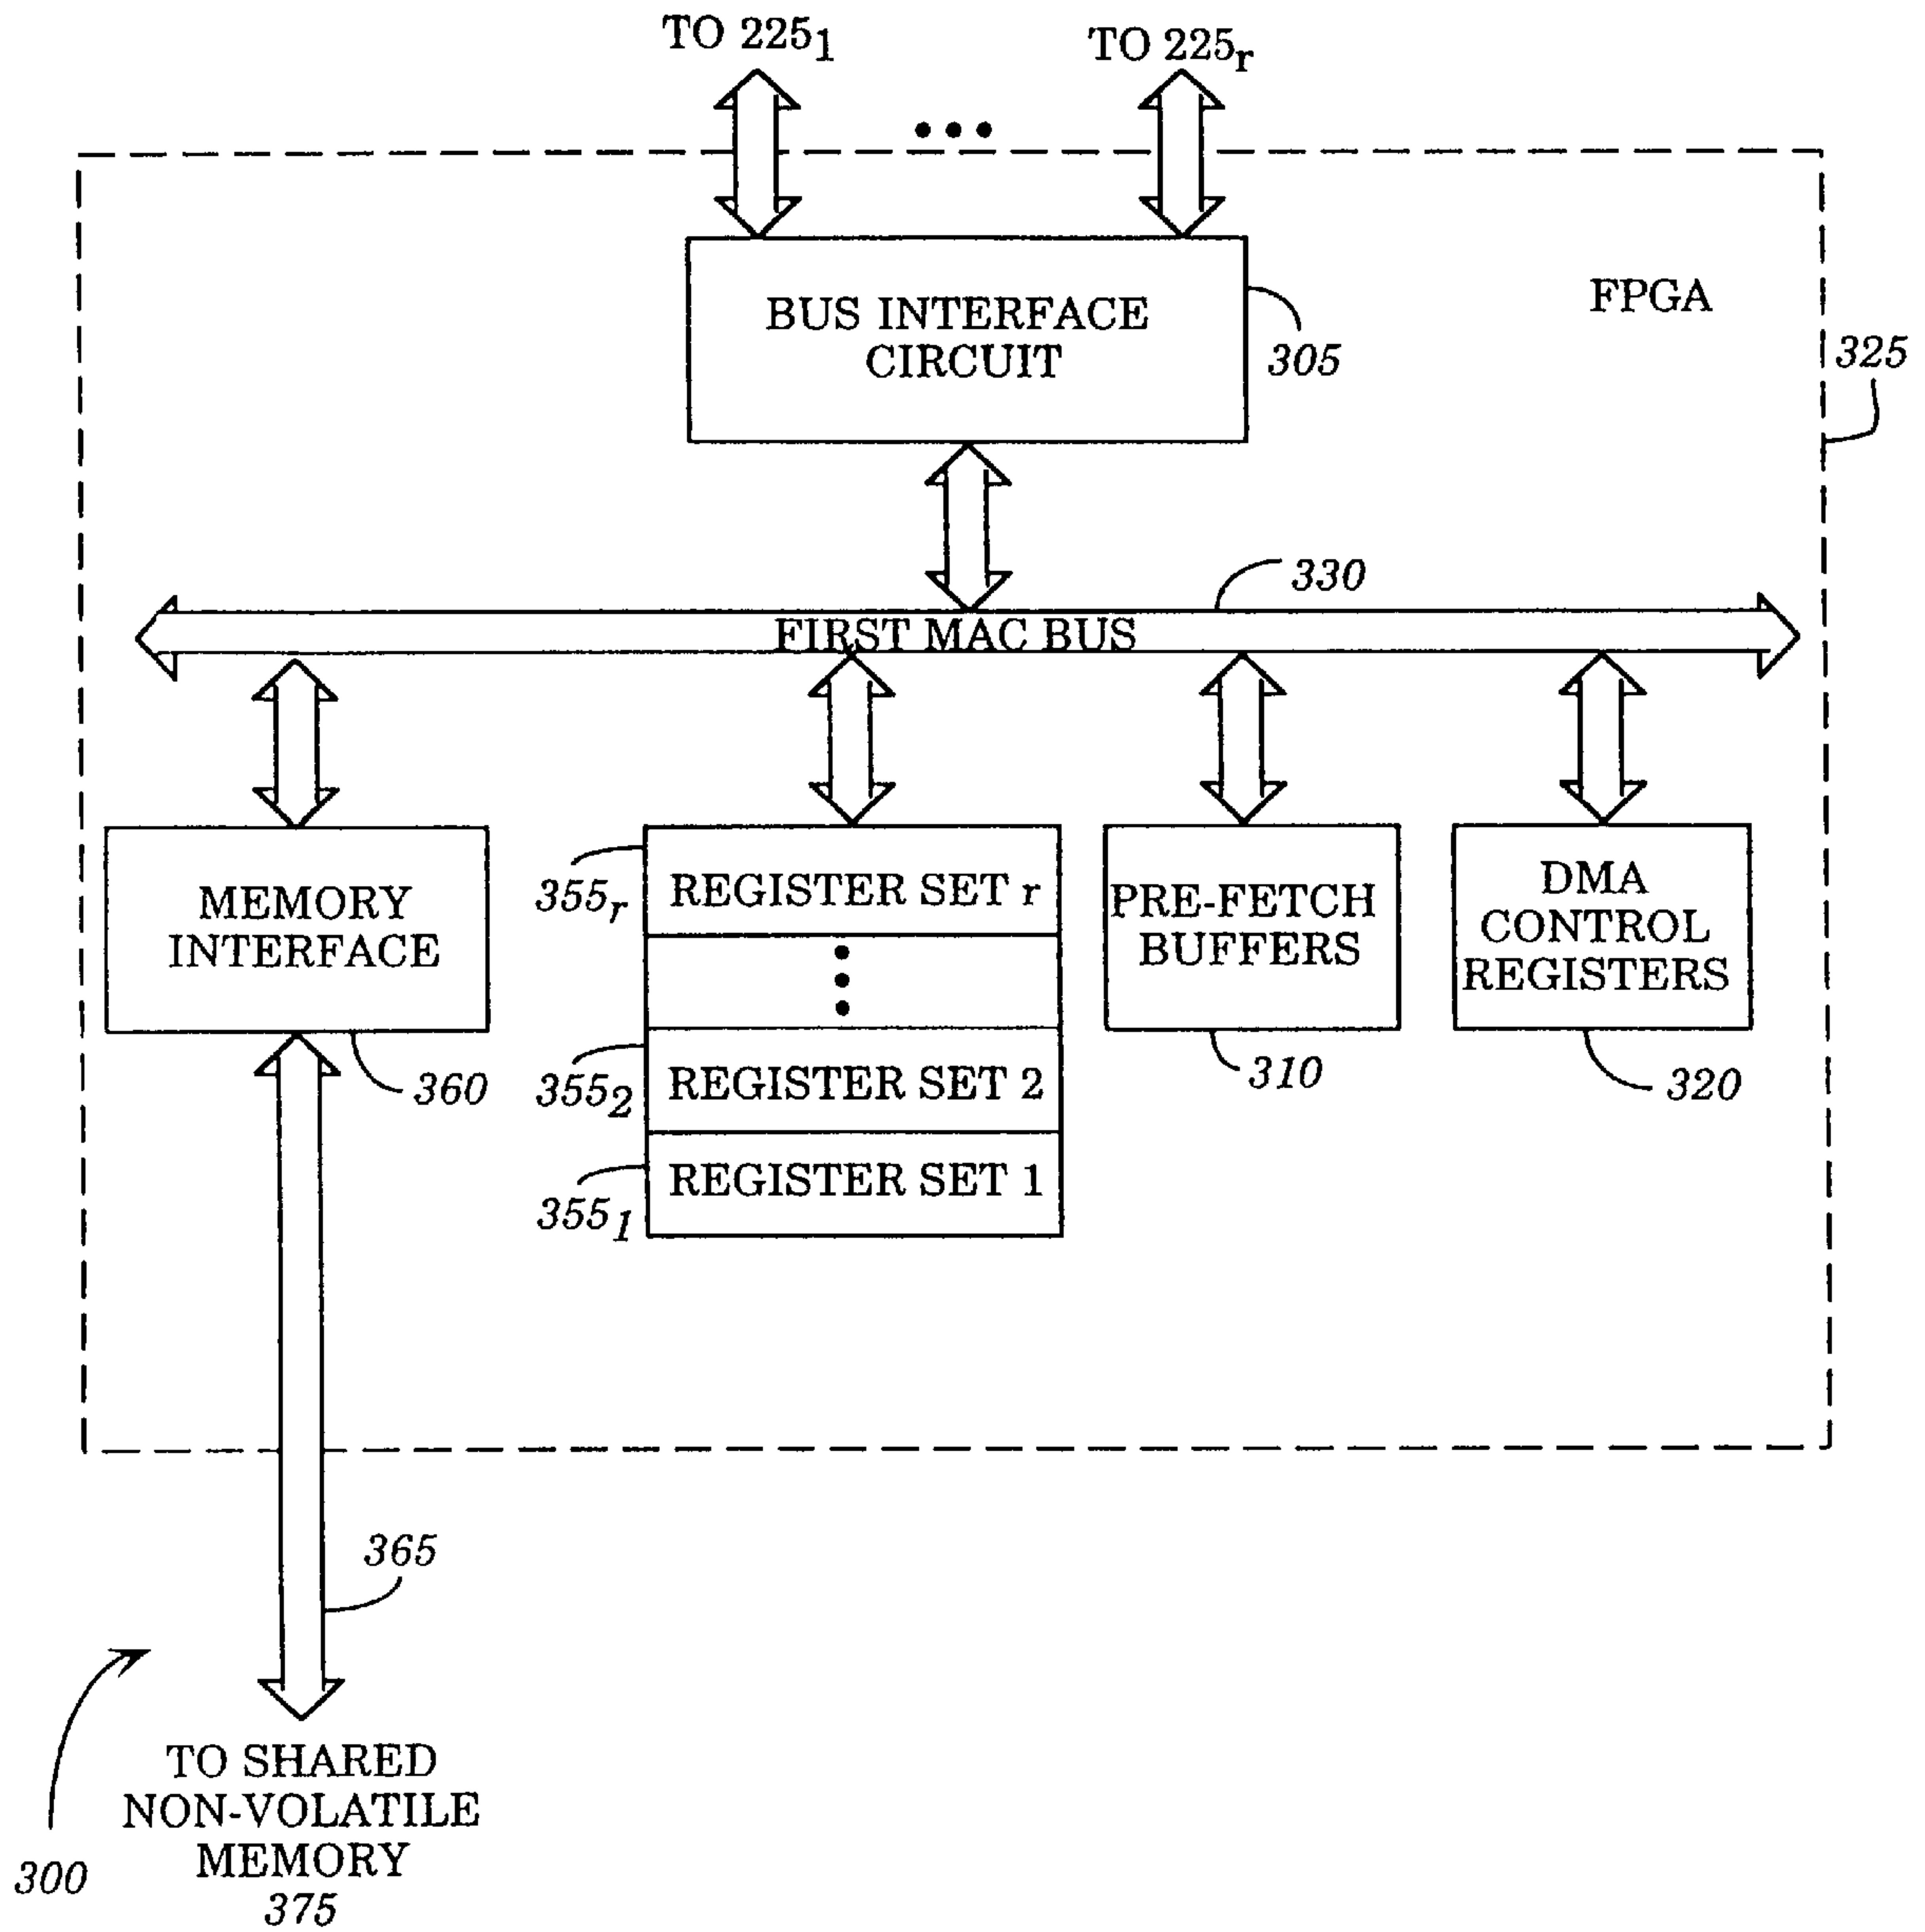 TO 225₁
TO 225ᵣ
•••
FPGA
BUS INTERFACE
CIRCUIT
305
325
330
FIRST MAC BUS
MEMORY
INTERFACE
360
355ᵣ
REGISTER SET r
355₂
REGISTER SET 2
355₁
REGISTER SET 1
PRE-FETCH
BUFFERS
310
DMA
CONTROL
REGISTERS
320
365
TO SHARED
NON-VOLATILE
MEMORY
375
300